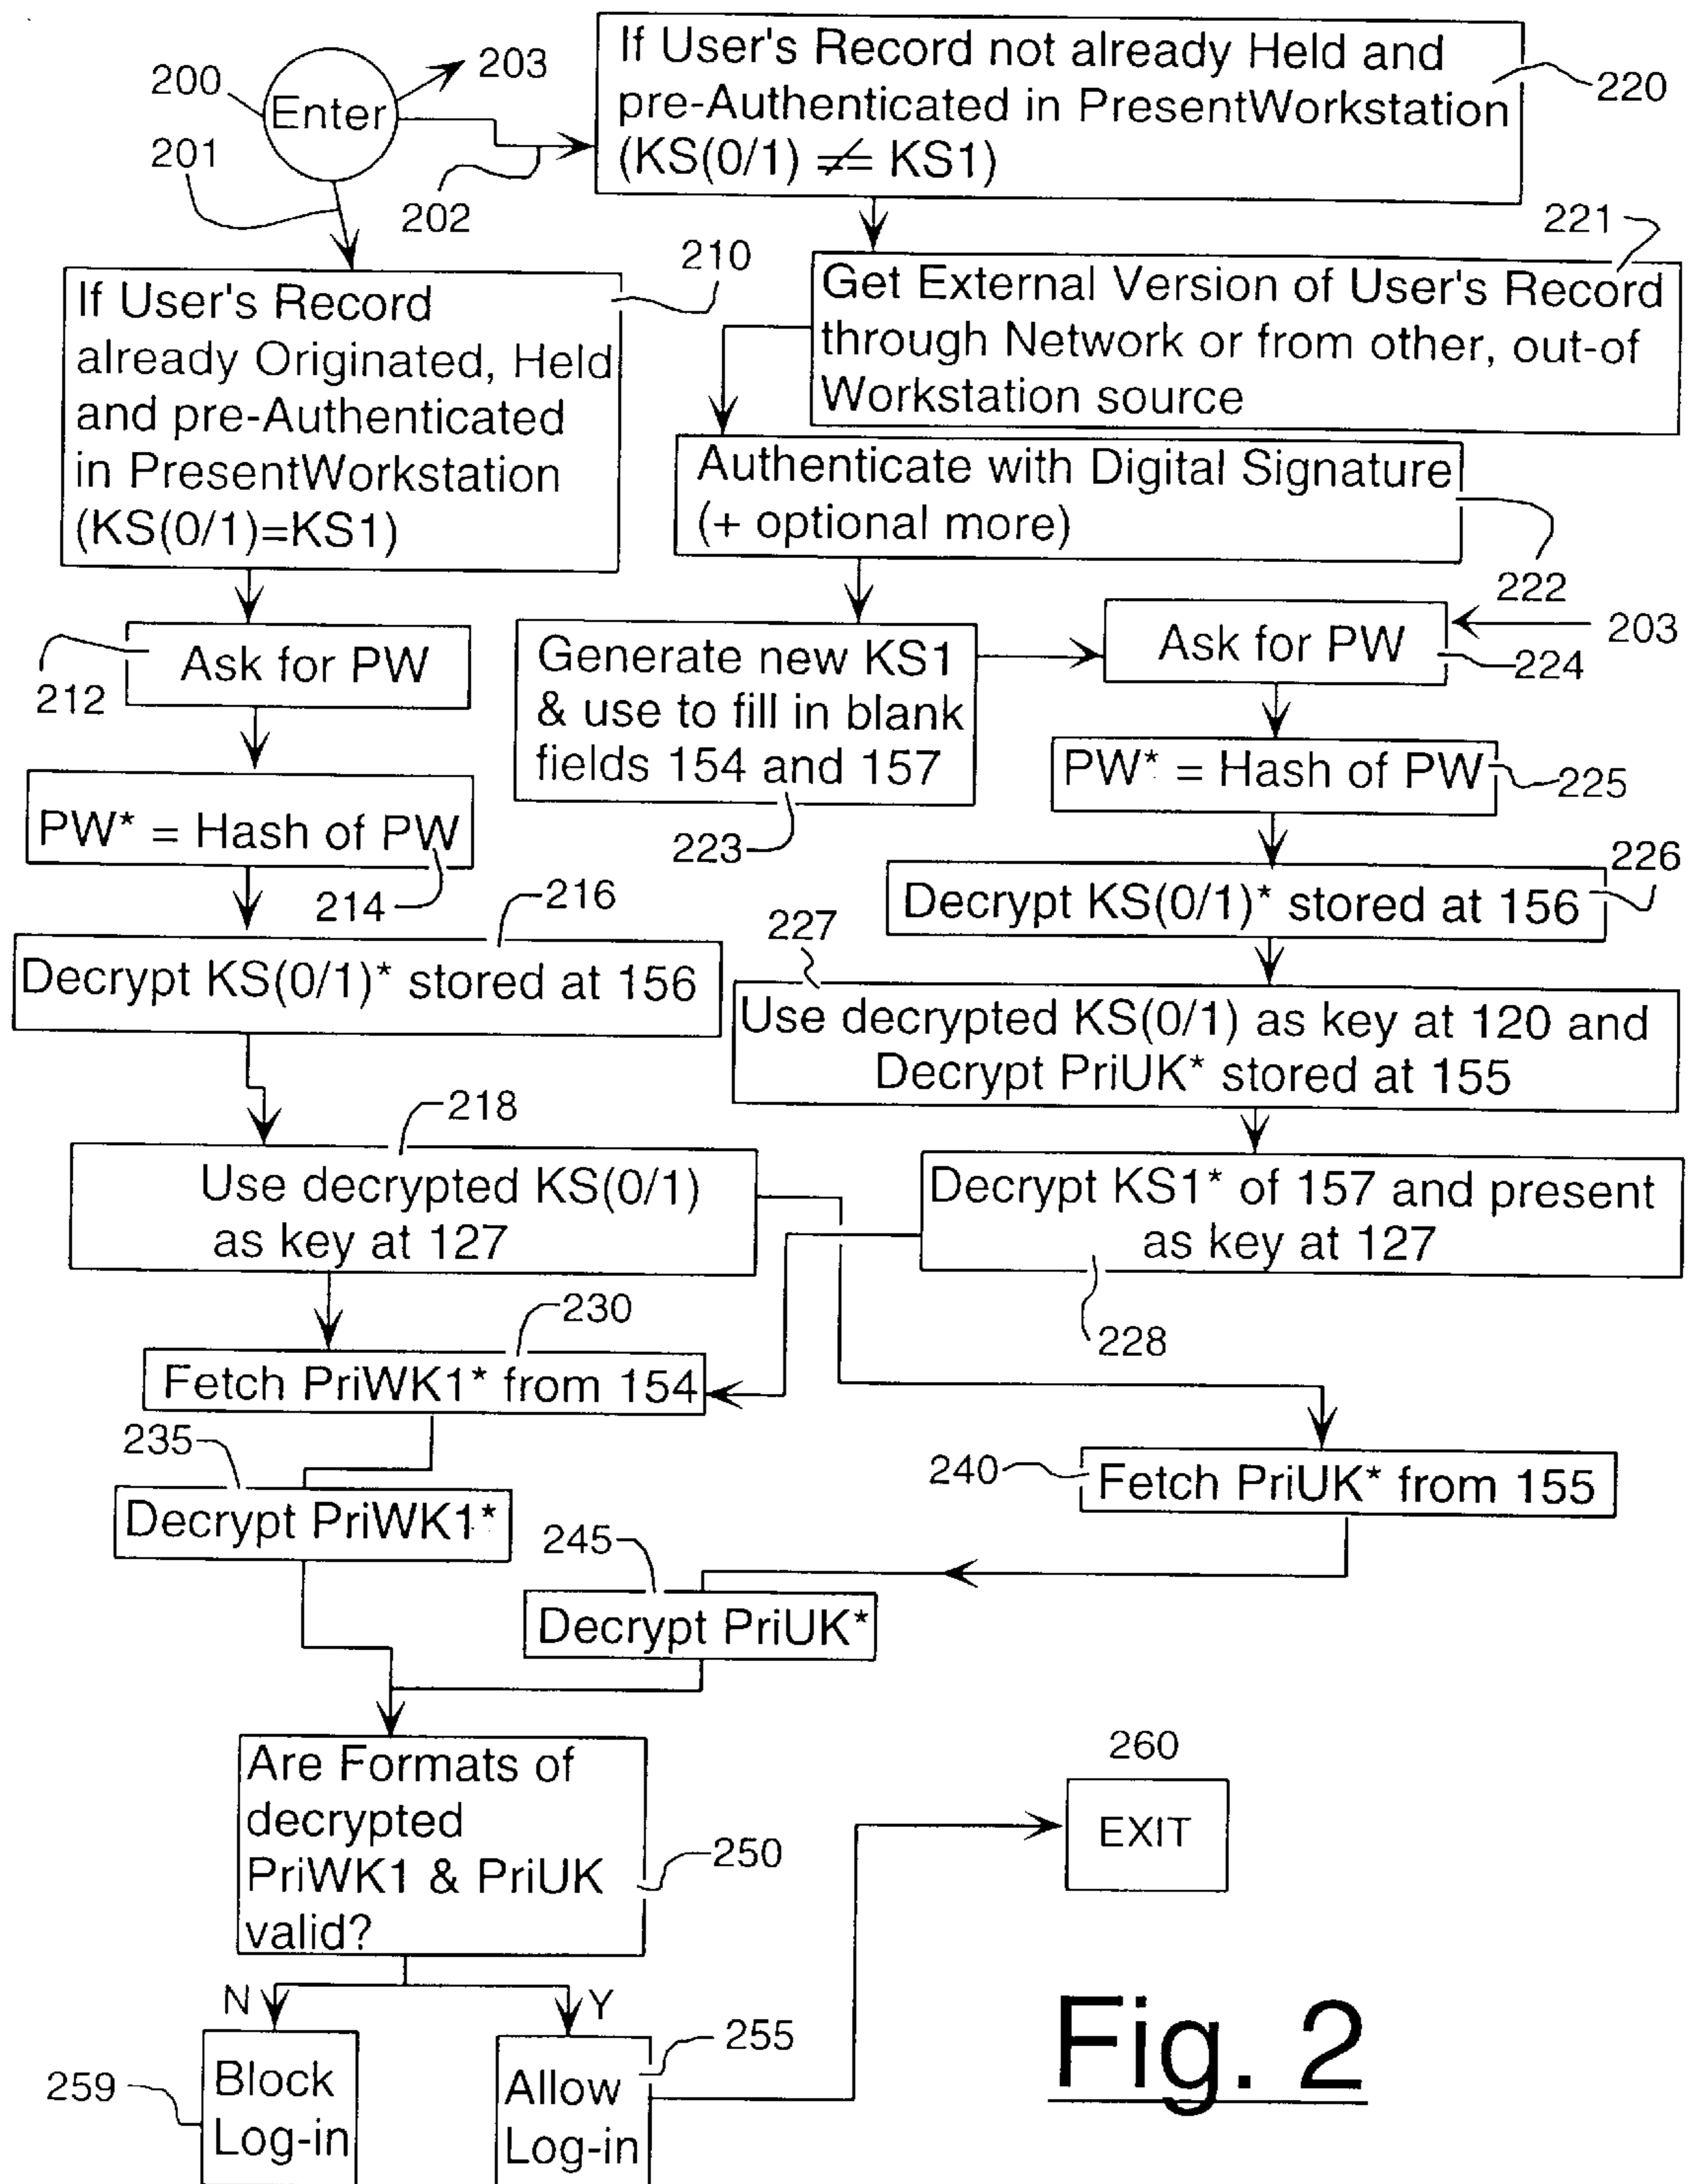 200
Enter
203
201
202
If User's Record not already Held and
pre-Authenticated in PresentWorkstation
(KS(0/1) ≠ KS1)
220
210
221
If User's Record
already Originated, Held
and pre-Authenticated
in PresentWorkstation
(KS(0/1)=KS1)
Get External Version of User's Record
through Network or from other, out-of
Workstation source
Authenticate with Digital Signature
(+ optional more)
222
212
Ask for PW
Generate new KS1
& use to fill in blank
fields 154 and 157
223
Ask for PW
203
224
PW* = Hash of PW
214
PW* = Hash of PW
225
216
Decrypt KS(0/1)* stored at 156
226
Decrypt KS(0/1)* stored at 156
227
Use decrypted KS(0/1) as key at 120 and
Decrypt PriUK* stored at 155
218
Use decrypted KS(0/1)
as key at 127
Decrypt KS1* of 157 and present
as key at 127
228
230
Fetch PriWK1* from 154
235
Decrypt PriWK1*
240
Fetch PriUK* from 155
245
Decrypt PriUK*
Are Formats of
decrypted
PriWK1 & PriUK
valid?
250
260
EXIT
N
Y
259
Block
Log-in
255
Allow
Log-in
Fig. 2